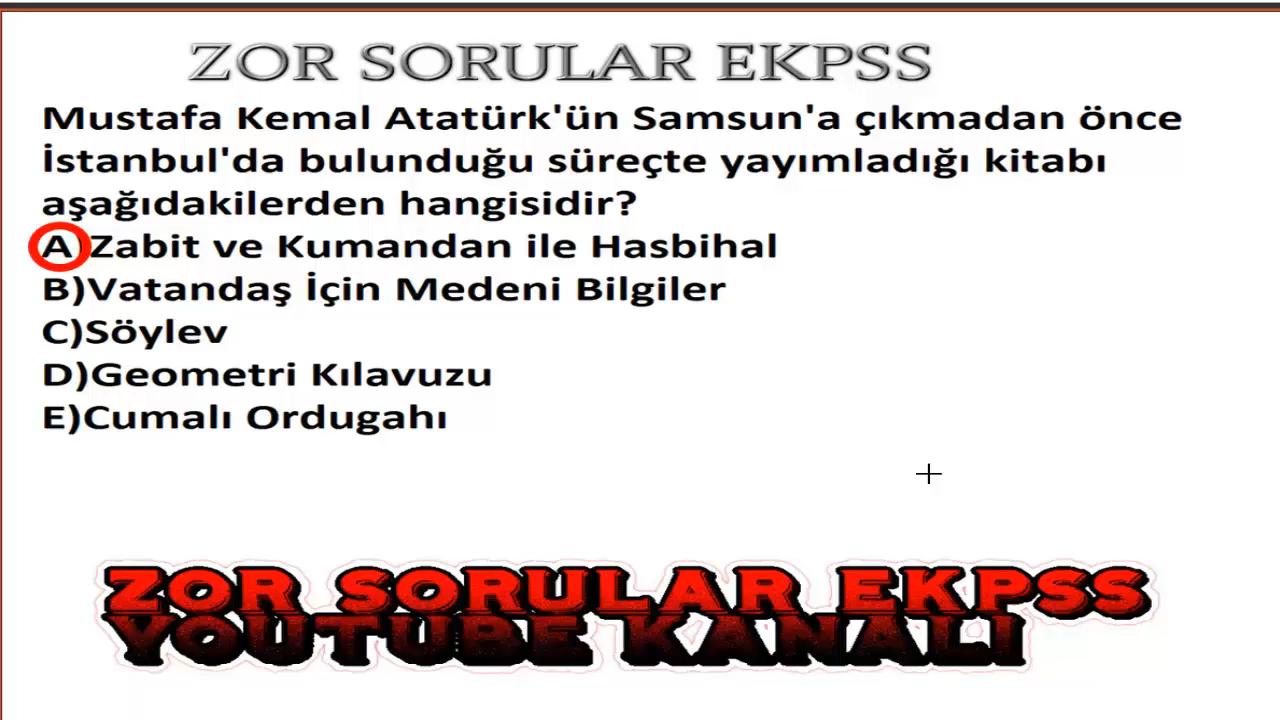 ZOR SORULAR EKPSS
Mustafa Kemal Atatürk'ün Samsun'a çıkmadan önce
İstanbul'da bulunduğu süreçte yayımladığı kitabı
aşağıdakilerden hangisidir?
A)Zabit ve Kumandan ile Hasbihal
B)Vatandaş İçin Medeni Bilgiler
C)Söylev
D)Geometri Kılavuzu
E)Cumalı Ordugahı
ZOR SORULAR EKPSS
YOUTUBE KANALI